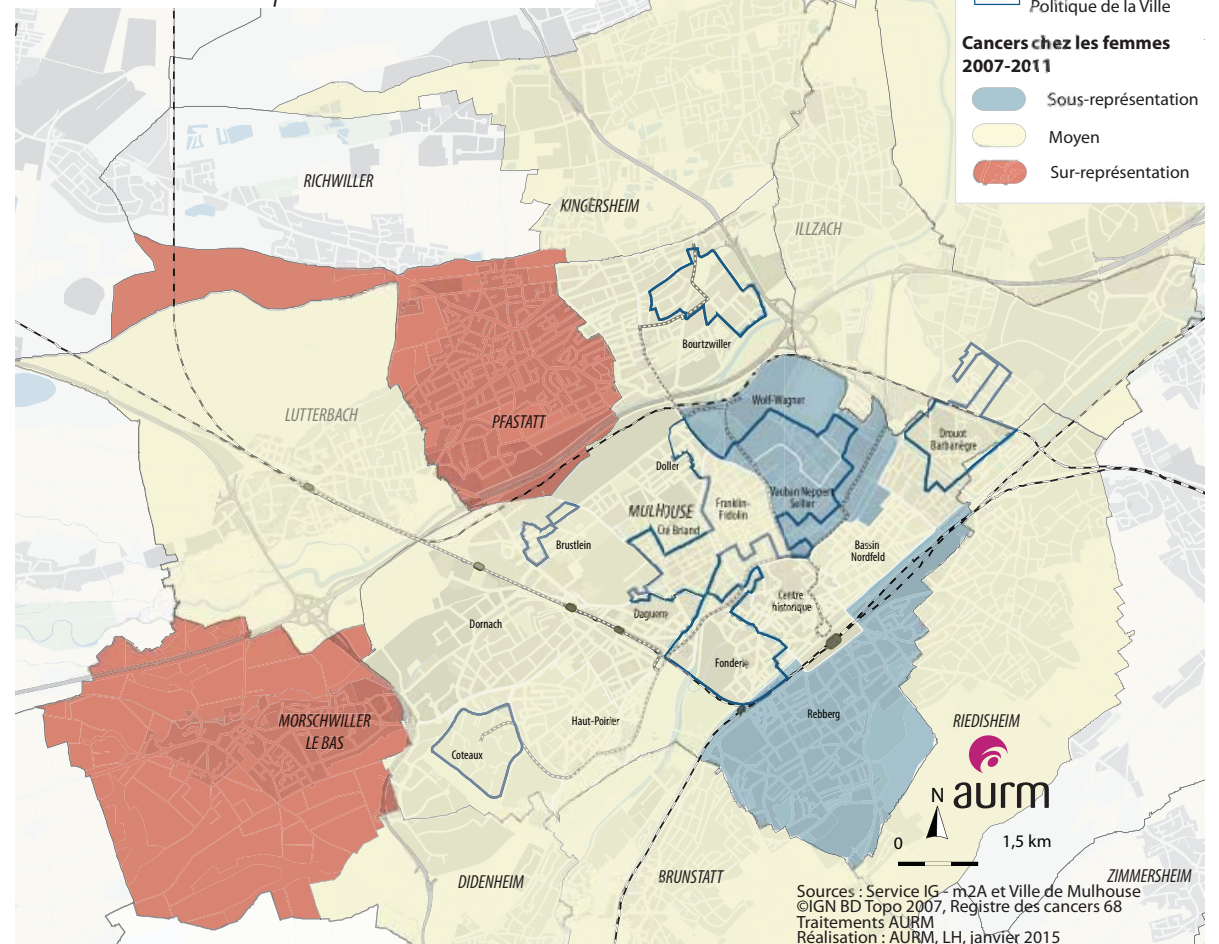 Politique de la Ville
Cancers chez les femmes
2007-2011
Sous-représentation
Moyen
Sur-représentation
RICHWILLER
KINGERSHEIM
ILLZACH
Bourtzwiller
LUTTERBACH
PFASTATT
Wolf-Wagner
Drouot
Barbanègre
Doller
Vauban Neppert
Sellier
Franklin-
Fridolin
MULHOUSE
Cité Briand
Brustlein
Bassin
Nordfeld
Centre
historique
Daguerre
Dornach
Fonderie
MORSCHWILLER
LE BAS
Haut-Poirier
Rebberg
RIEDISHEIM
Coteaux
aurm
N
0
1,5 km
DIDENHEIM
BRUNSTATT
ZIMMERSHEIM
Sources : Service IG - m2A et Ville de Mulhouse
©IGN BD Topo 2007, Registre des cancers 68
Traitements AURM
Réalisation : AURM, LH, janvier 2015